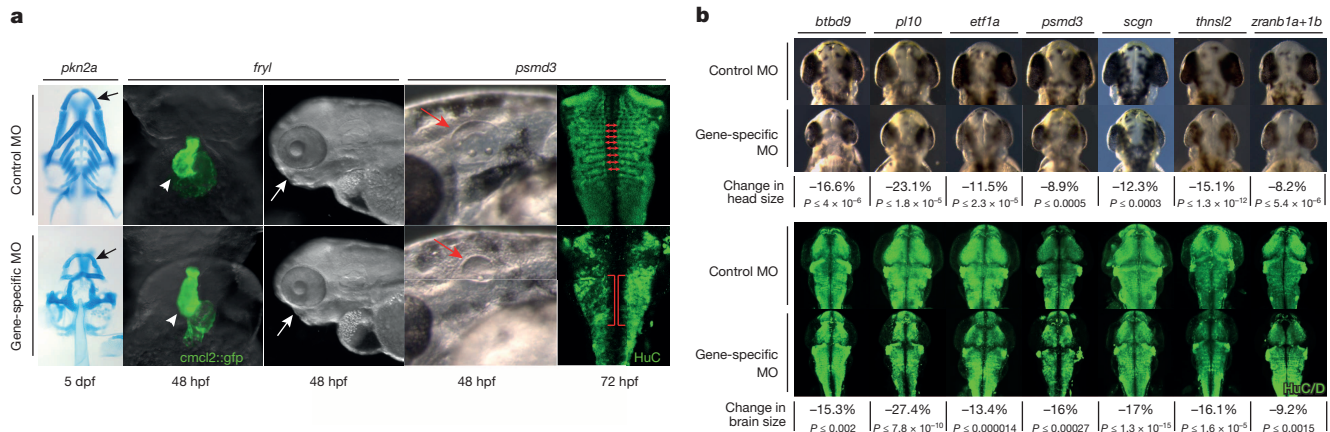 a
pkn2a fryl psmd3
Control MO
Gene-specific MO
cmcl2::gfp
HuC
5 dpf 48 hpf 48 hpf 48 hpf 72 hpf
b
btbd9 pl10 etf1a psmd3 scgn thnsl2 zranb1a+1b
Control MO
Gene-specific
MO
Change in
head size
−16.6% −23.1% −11.5% −8.9% −12.3% −15.1% −8.2%
P ≤ 4 × 10⁻⁶ P ≤ 1.8 × 10⁻⁵ P ≤ 2.3 × 10⁻⁵ P ≤ 0.0005 P ≤ 0.0003 P ≤ 1.3 × 10⁻¹² P ≤ 5.4 × 10⁻⁶
Control MO
Gene-specific
MO
HuC/D
Change in
brain size
−15.3% −27.4% −13.4% −16% −17% −16.1% −9.2%
P ≤ 0.002 P ≤ 7.8 × 10⁻¹⁰ P ≤ 0.000014 P ≤ 0.00027 P ≤ 1.3 × 10⁻¹⁵ P ≤ 1.6 × 10⁻⁵ P ≤ 0.0015